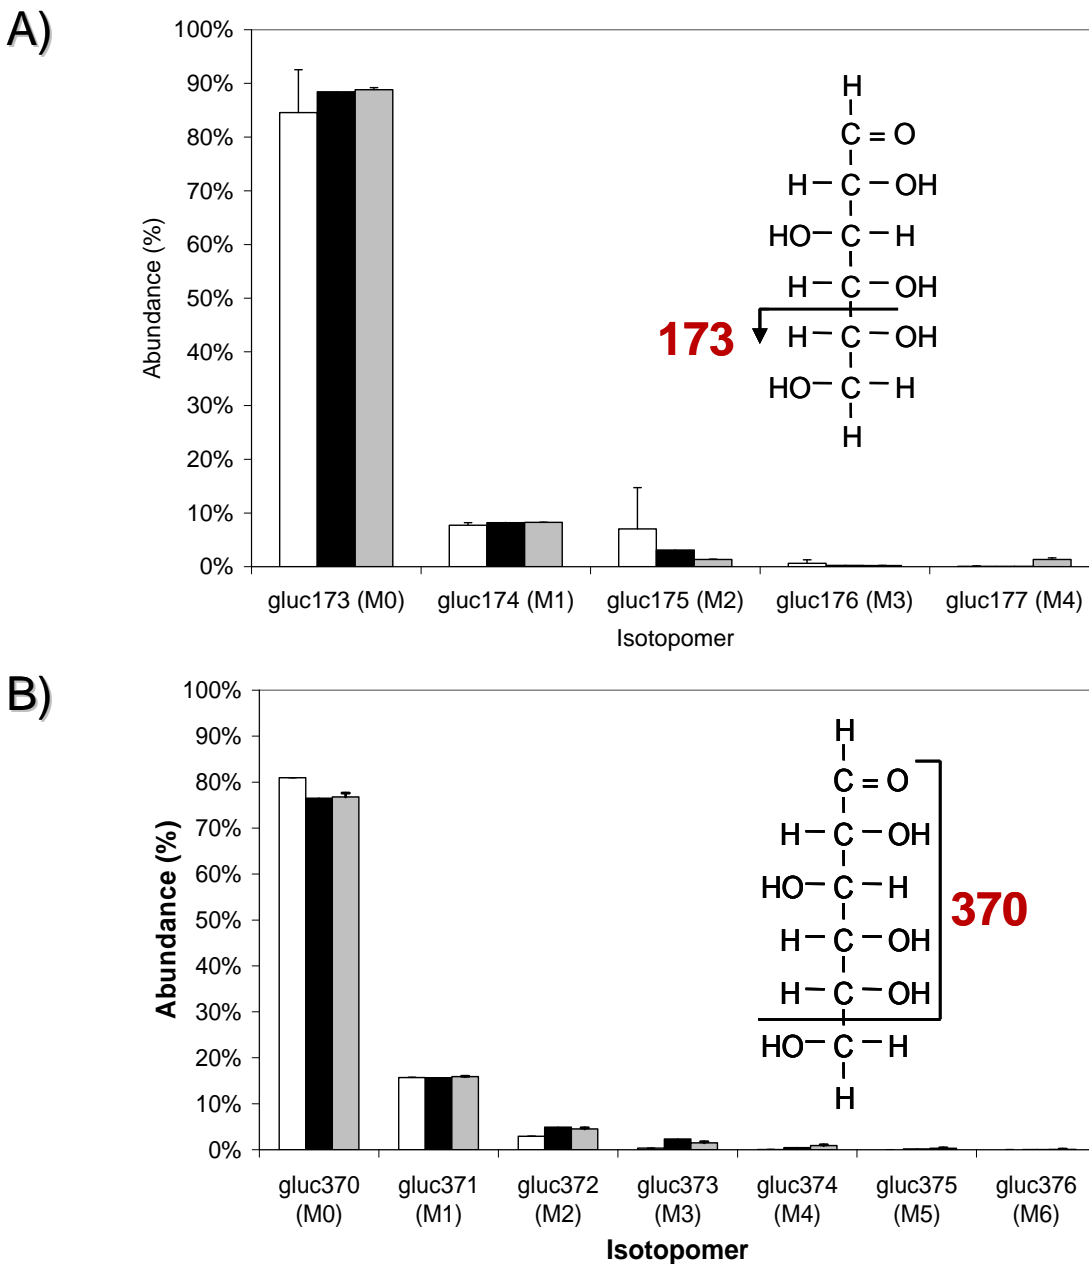 A)
100%
90%
80%
70%
60%
50%
40%
30%
20%
10%
0%
Abundance (%)
gluc173 (M0) gluc174 (M1) gluc175 (M2) gluc176 (M3) gluc177 (M4)
Isotopomer
H
C = O
H C OH
HO C H
H C OH
173
H C OH
HO C H
H
B)
100%
90%
80%
70%
60%
50%
40%
30%
20%
10%
0%
Abundance (%)
gluc370 gluc371 gluc372 gluc373 gluc374 gluc375 gluc376
(M0) (M1) (M2) (M3) (M4) (M5) (M6)
Isotopomer
H
C = O
H C OH
HO C H
370
H C OH
H C OH
HO C H
H